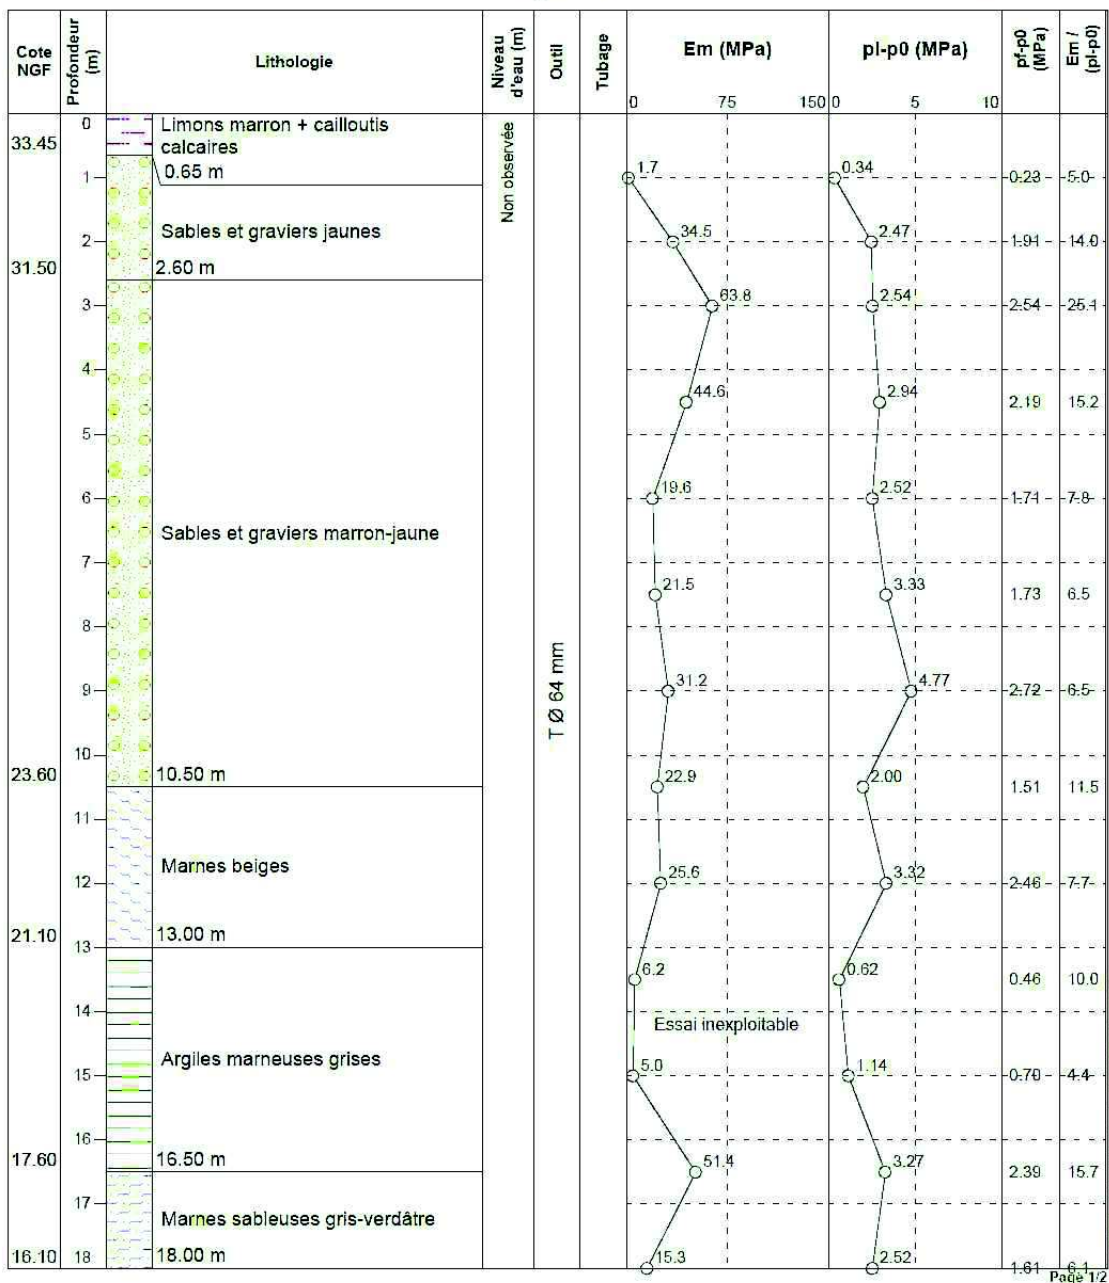 Cote NGF
Profondeur (m)
Lithologie
Niveau d'eau (m)
Outil
Tubage
Em (MPa)
pl-p0 (MPa)
pf-p0 (MPa)
Em / (pl-p0)
0 75 150 0 5 10
0
Limons marron + cailloutis
calcaires
33.45
0.65 m
Non observée
1 1.7 0.34 0.23 5.0
Sables et graviers jaunes
2 34.5 2.47 1.91 14.0
31.50 2.60 m
3 63.8 2.54 2.54 25.1
4
44.6 2.94 2.19 15.2
5
6 19.6 2.52 1.71 7.8
Sables et graviers marron-jaune
7
21.5 3.33 1.73 6.5
8
T Ø 64 mm
9 31.2 4.77 2.72 6.5
10
23.60 10.50 m 22.9 2.00 1.51 11.5
11
Marnes beiges
12 25.6 3.32 2.46 7.7
21.10 13.00 m
13
6.2 0.62 0.46 10.0
14
Essai inexploitable
Argiles marneuses grises
15 5.0 1.14 0.70 4.4
16
17.60 16.50 m 51.4 3.27 2.39 15.7
17
Marnes sableuses gris-verdâtre
16.10 18 18.00 m 15.3 2.52 1.61 6.1
Page 1/2